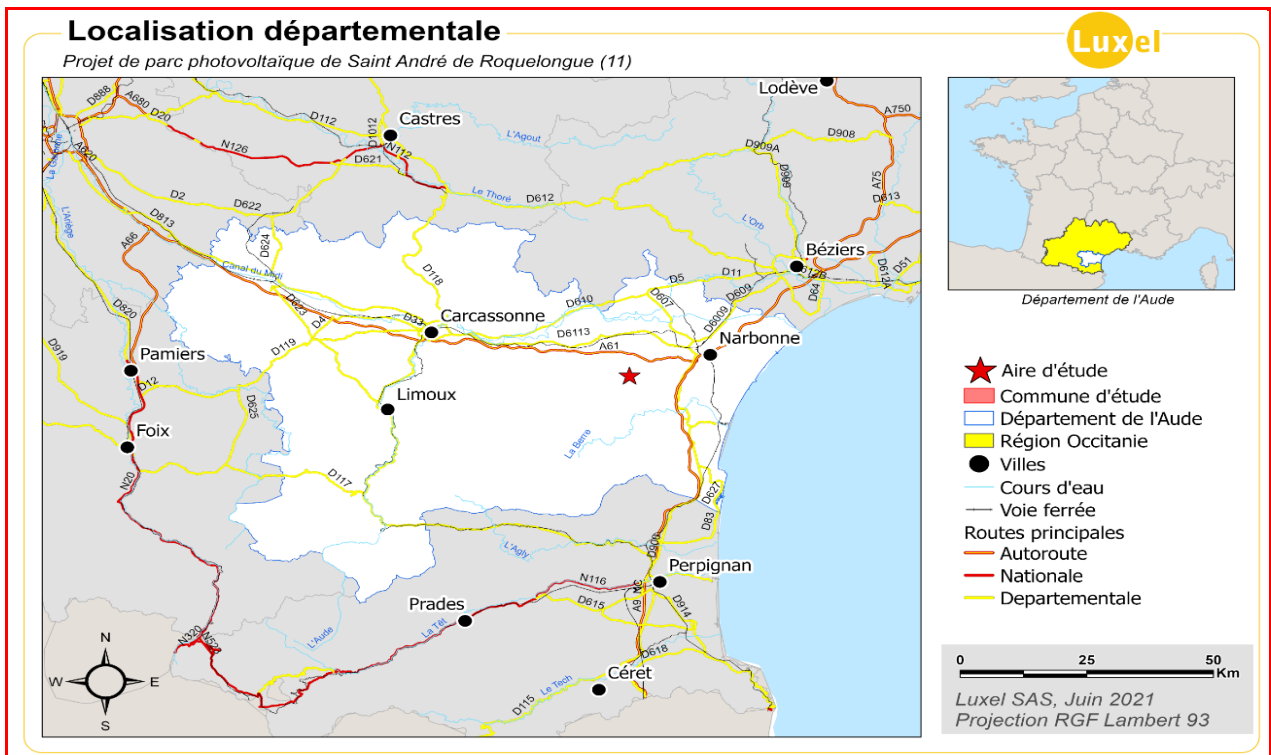 Localisation départementale
Projet de parc photovoltaïque de Saint André de Roquelongue (11)
Luxel
Lodève
D888
A680
D20
D112
D1012
Castres
L'Agout
A750
D908
N126
N112
D621
D909A
D909
A75
A620
D2
D622
Le Thoré
D612
D613
L'Orb
L'Ariège
D813
A66
D624
Canal du Midi
D118
Béziers
D612B
D612A
D51
D5
D11
D64
D820
D623
D4
D33
Carcassonne
D610
D607
D609
D6009
D6113
A61
Narbonne
D919
D119
Pamiers
D12
Limoux
D625
Foix
La Berre
N20
D117
D627
D83
L'Agly
D908
Perpignan
N116
Prades
D615
A9
D914
La Têt
L'Aude
N320
D618
Céret
Le Tech
D115
N
W
E
S
Département de l'Aude
Aire d'étude
Commune d'étude
Département de l'Aude
Région Occitanie
Villes
Cours d'eau
Voie ferrée
Routes principales
Autoroute
Nationale
Departementale
0 25 50
Km
Luxel SAS, Juin 2021
Projection RGF Lambert 93